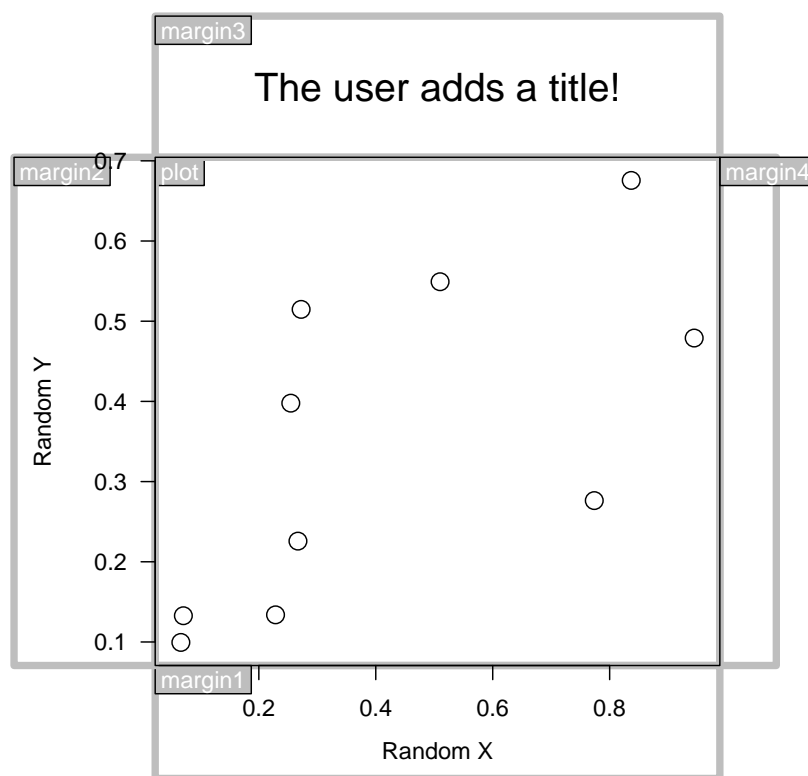 margin3
The user adds a title!
margin2
plot
margin4
0.7
0.6
0.5
0.4
0.3
0.2
0.1
Random Y
margin1
0.2 0.4 0.6 0.8
Random X